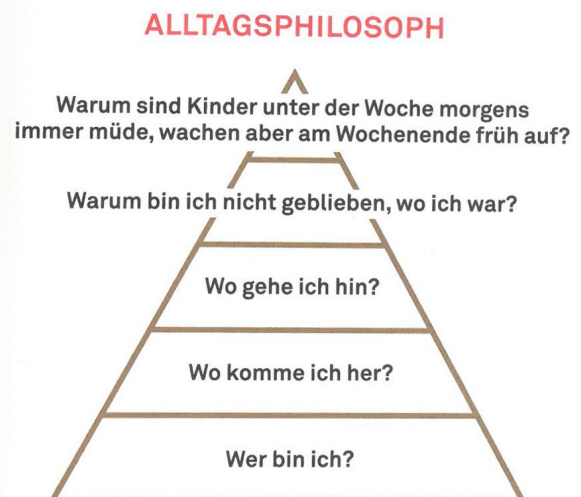 ALLTAGSPHILOSOPH
Warum sind Kinder unter der Woche morgens
immer müde, wachen aber am Wochenende früh auf?
Warum bin ich nicht geblieben, wo ich war?
Wo gehe ich hin?
Wo komme ich her?
Wer bin ich?